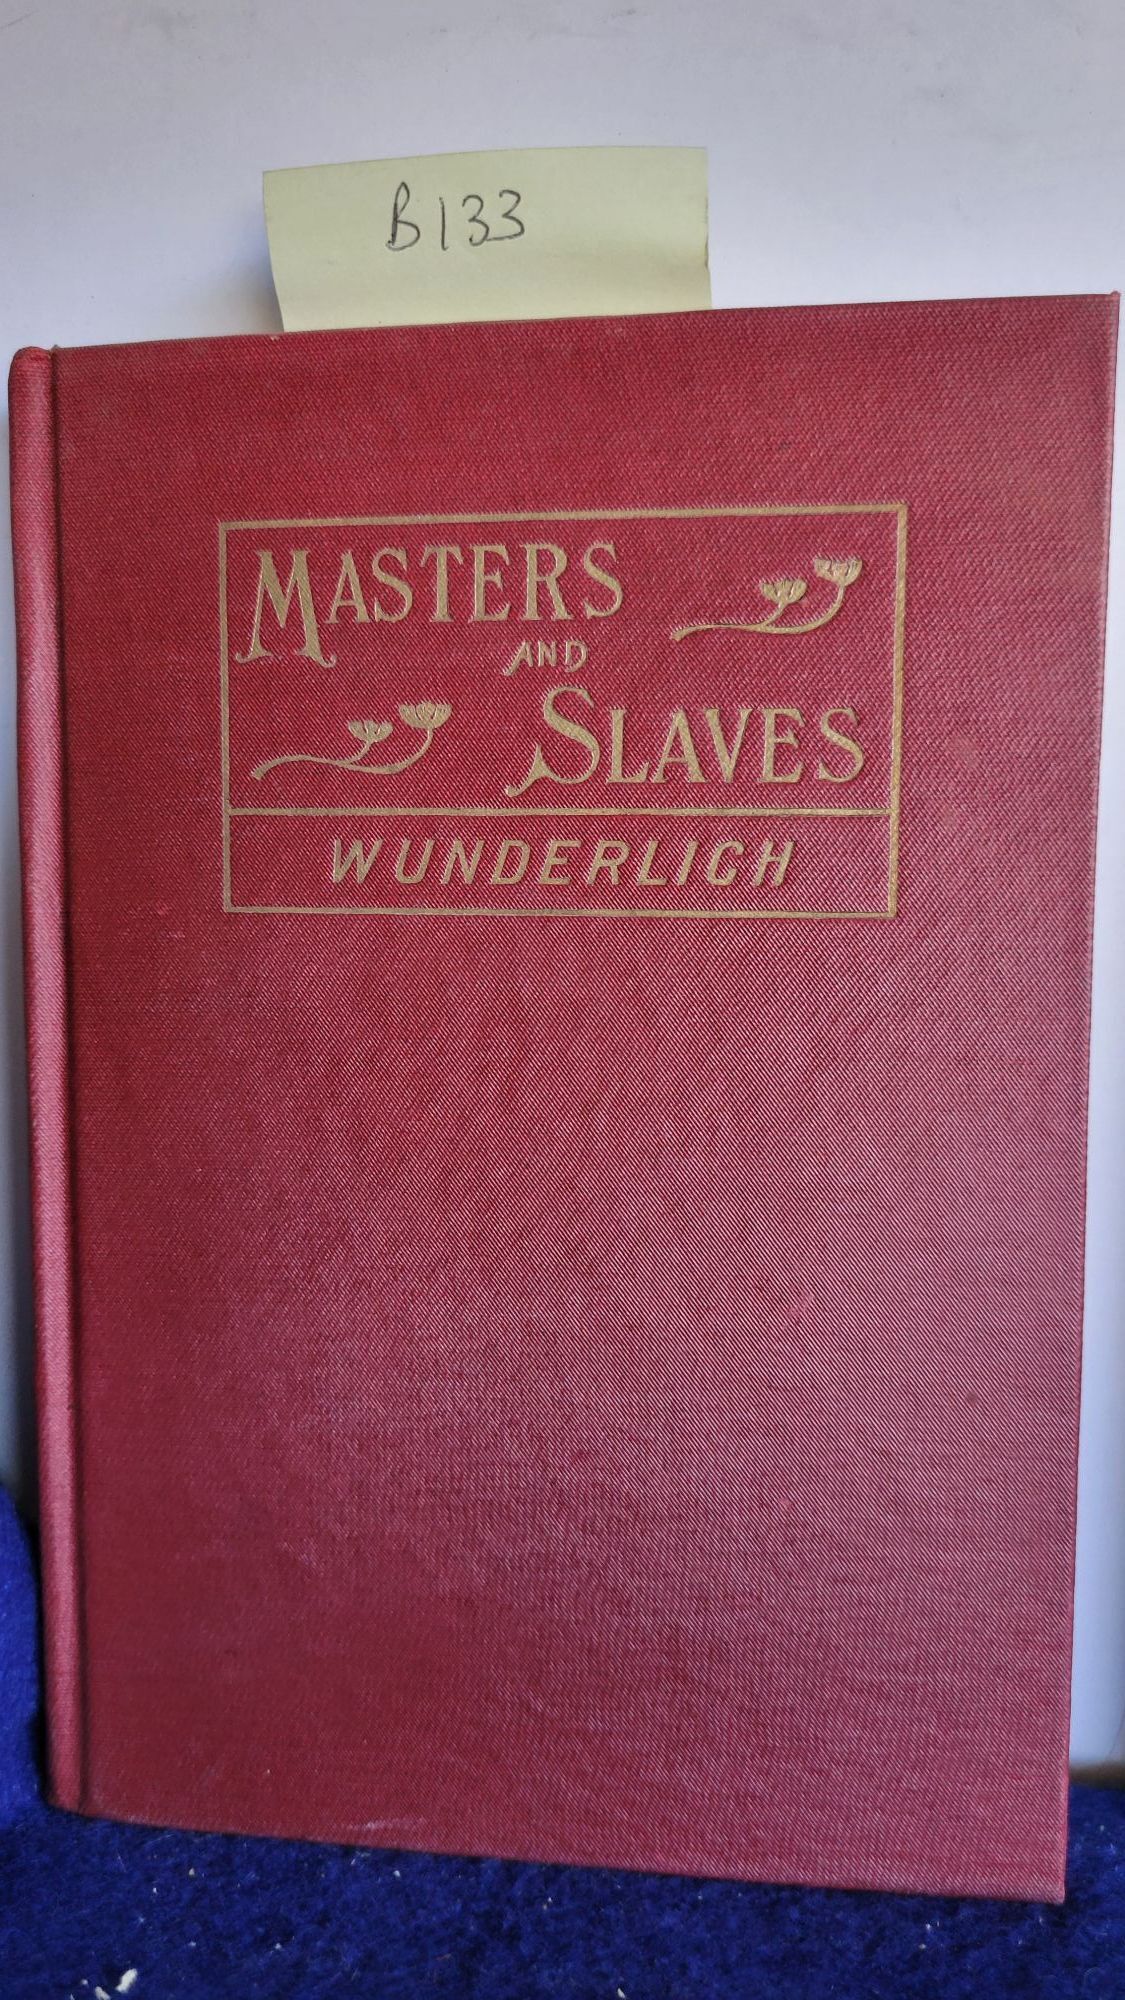 B133
MASTERS
AND
SLAVES
WUNDERLICH